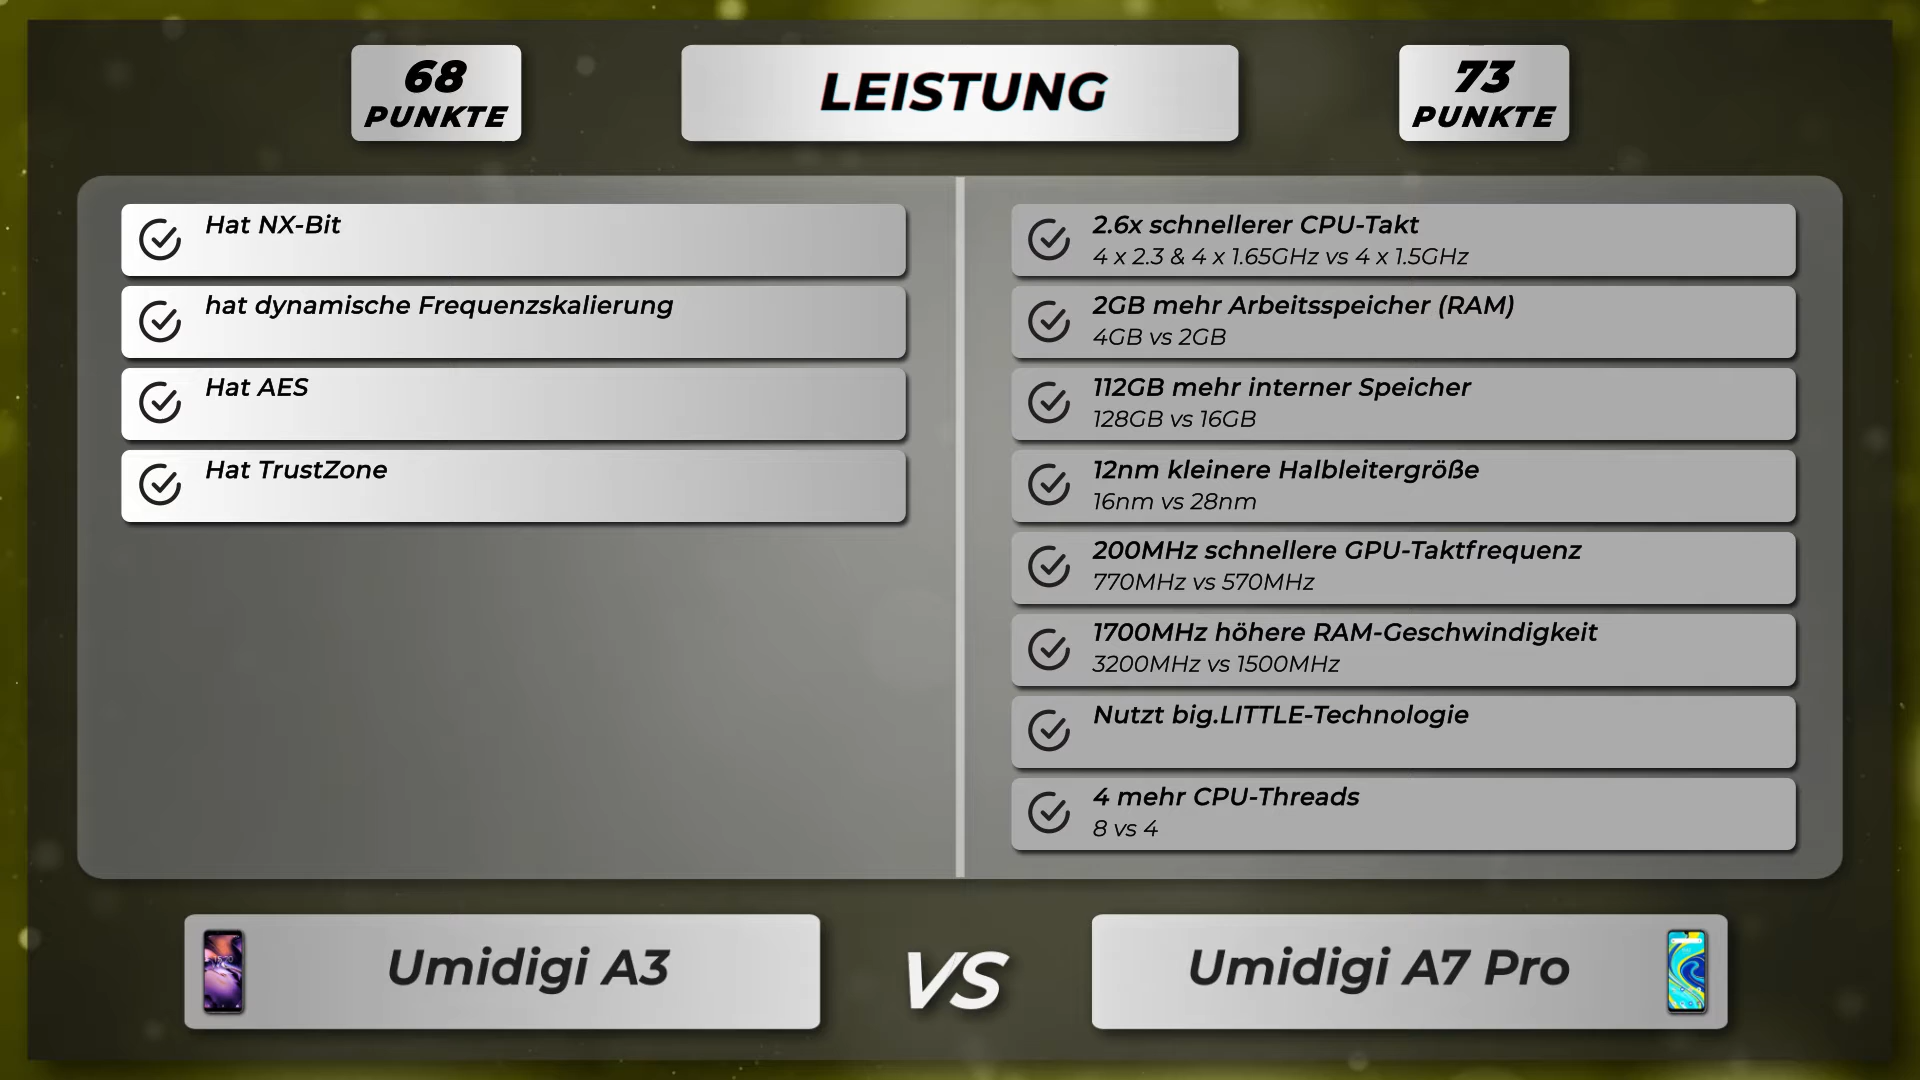 68
PUNKTE
LEISTUNG
73
PUNKTE
Hat NX-Bit
hat dynamische Frequenzskalierung
Hat AES
Hat TrustZone
2.6x schnellerer CPU-Takt
4 x 2.3 & 4 x 1.65GHz vs 4 x 1.5GHz
2GB mehr Arbeitsspeicher (RAM)
4GB vs 2GB
112GB mehr interner Speicher
128GB vs 16GB
12nm kleinere Halbleitergröße
16nm vs 28nm
200MHz schnellere GPU-Taktfrequenz
770MHz vs 570MHz
1700MHz höhere RAM-Geschwindigkeit
3200MHz vs 1500MHz
Nutzt big.LITTLE-Technologie
4 mehr CPU-Threads
8 vs 4
Umidigi A3
VS
Umidigi A7 Pro